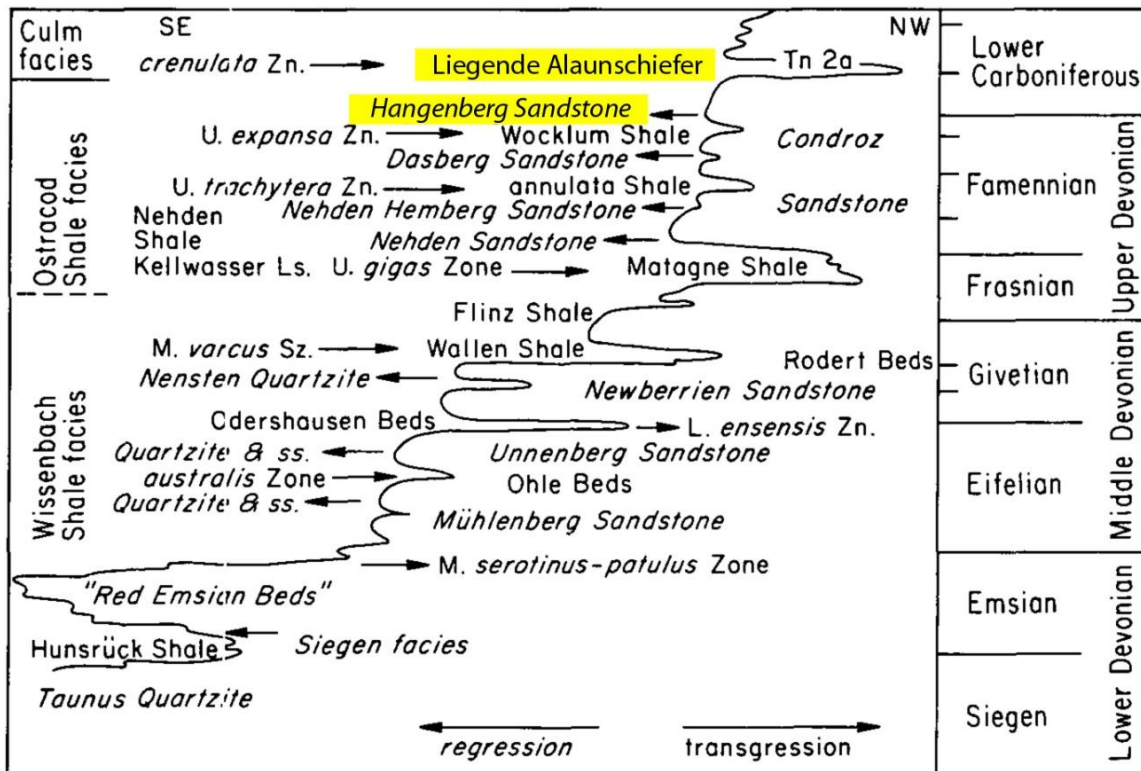 Culm facies
SE
NW
crenulata Zn.
Liegende Alaunschiefer
Tn 2a
Lower Carboniferous
Hangenberg Sandstone
Ostracod Shale facies
U. expansa Zn.
Wocklum Shale
Condroz
Dasberg Sandstone
U. trachytera Zn.
annulata Shale
Famennian
Upper Devonian
Nehden Shale
Nehden Hemberg Sandstone
Sandstone
Nehden Sandstone
Kellwasser Ls. U. gigas Zone
Matagne Shale
Frasnian
Flinz Shale
M. varcus Sz.
Wallen Shale
Rodert Beds
Givetian
Middle Devonian
Nensten Quartzite
Newberrien Sandstone
Wissenbach Shale facies
Odershausen Beds
L. ensensis Zn.
Quartzite & ss.
Unnenberg Sandstone
australis Zone
Ohle Beds
Eifelian
Quartzite & ss.
Mühlenberg Sandstone
M. serotinus-patulus Zone
"Red Emsian Beds"
Emsian
Lower Devonian
Hunsrück Shale
Siegen facies
Taunus Quartzite
Siegen
regression
transgression